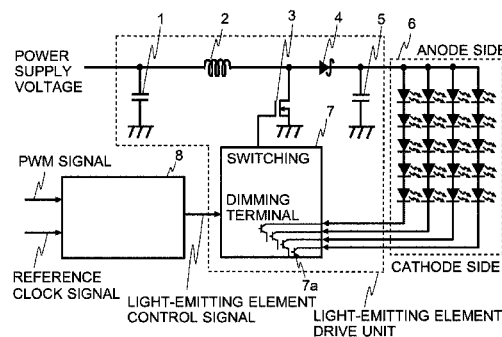 1
2
3
4
5
6
POWER
SUPPLY
VOLTAGE
ANODE SIDE
7
SWITCHING
PWM SIGNAL
8
DIMMING
TERMINAL
REFERENCE
CLOCK SIGNAL
7a
CATHODE SIDE
LIGHT-EMITTING ELEMENT
CONTROL SIGNAL
LIGHT-EMITTING ELEMENT
DRIVE UNIT